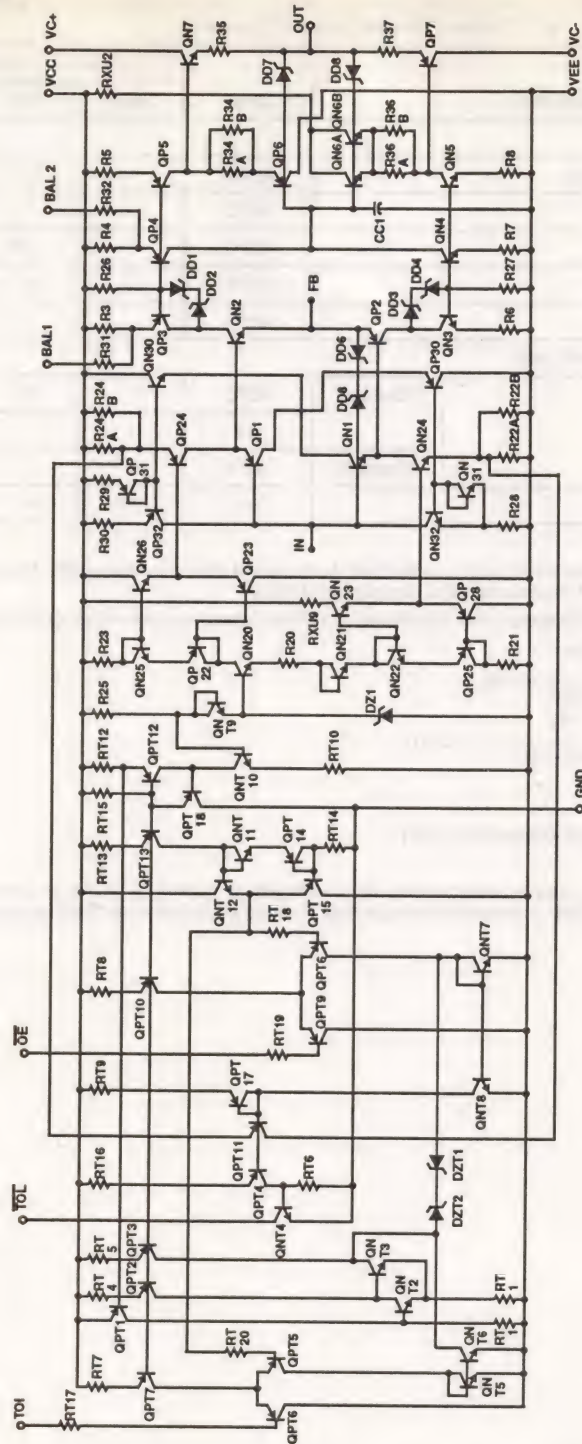 TOI
RT17
RT7
QPT7
QPT6
RT
20
QPT5
QN
T5
QN
T6
QPT1
RT
4
RT
5
QPT2
QPT3
QN
T3
QN
T2
RT
1
RT
1
TOL
RT16
RT9
QPT
17
QPT11
QPT4
QNT4
RT6
DZT2
DZT1
OE
RT19
RT8
QPT10
QPT9
QPT6
QNT8
QNT7
RT13
RT15
RT12
QPT13
QPT12
QNT
12
QNT
11
QPT
14
QPT
15
RT14
RT
18
QPT
18
QNT
10
RT10
GND
R25
R23
QN
T9
QN25
QN26
QP
22
QP23
QN20
R20
RXU9
QN
23
QN21
QN22
QP
28
QP25
R21
DZ1
R30
R29
R24
A
R24
B
QP
31
QP32
QP24
QN30
QP1
IN
QN1
DD8
DD6
QN24
QP30
QN32
QN
31
R28
R22A
R22B
BAL1
R31
R3
R26
QP3
DD1
DD2
QN2
FB
QP2
DD3
DD4
QN3
R6
R27
BAL 2
R4
R32
R5
QP4
QP5
R34
A
R34
B
QP6
QN6A
QN6B
R36
A
R36
B
CC1
QN4
QN5
R7
R8
VCC
VC+
RXU2
QN7
R35
DD7
OUT
DD8
R37
QP7
VC-
VEE